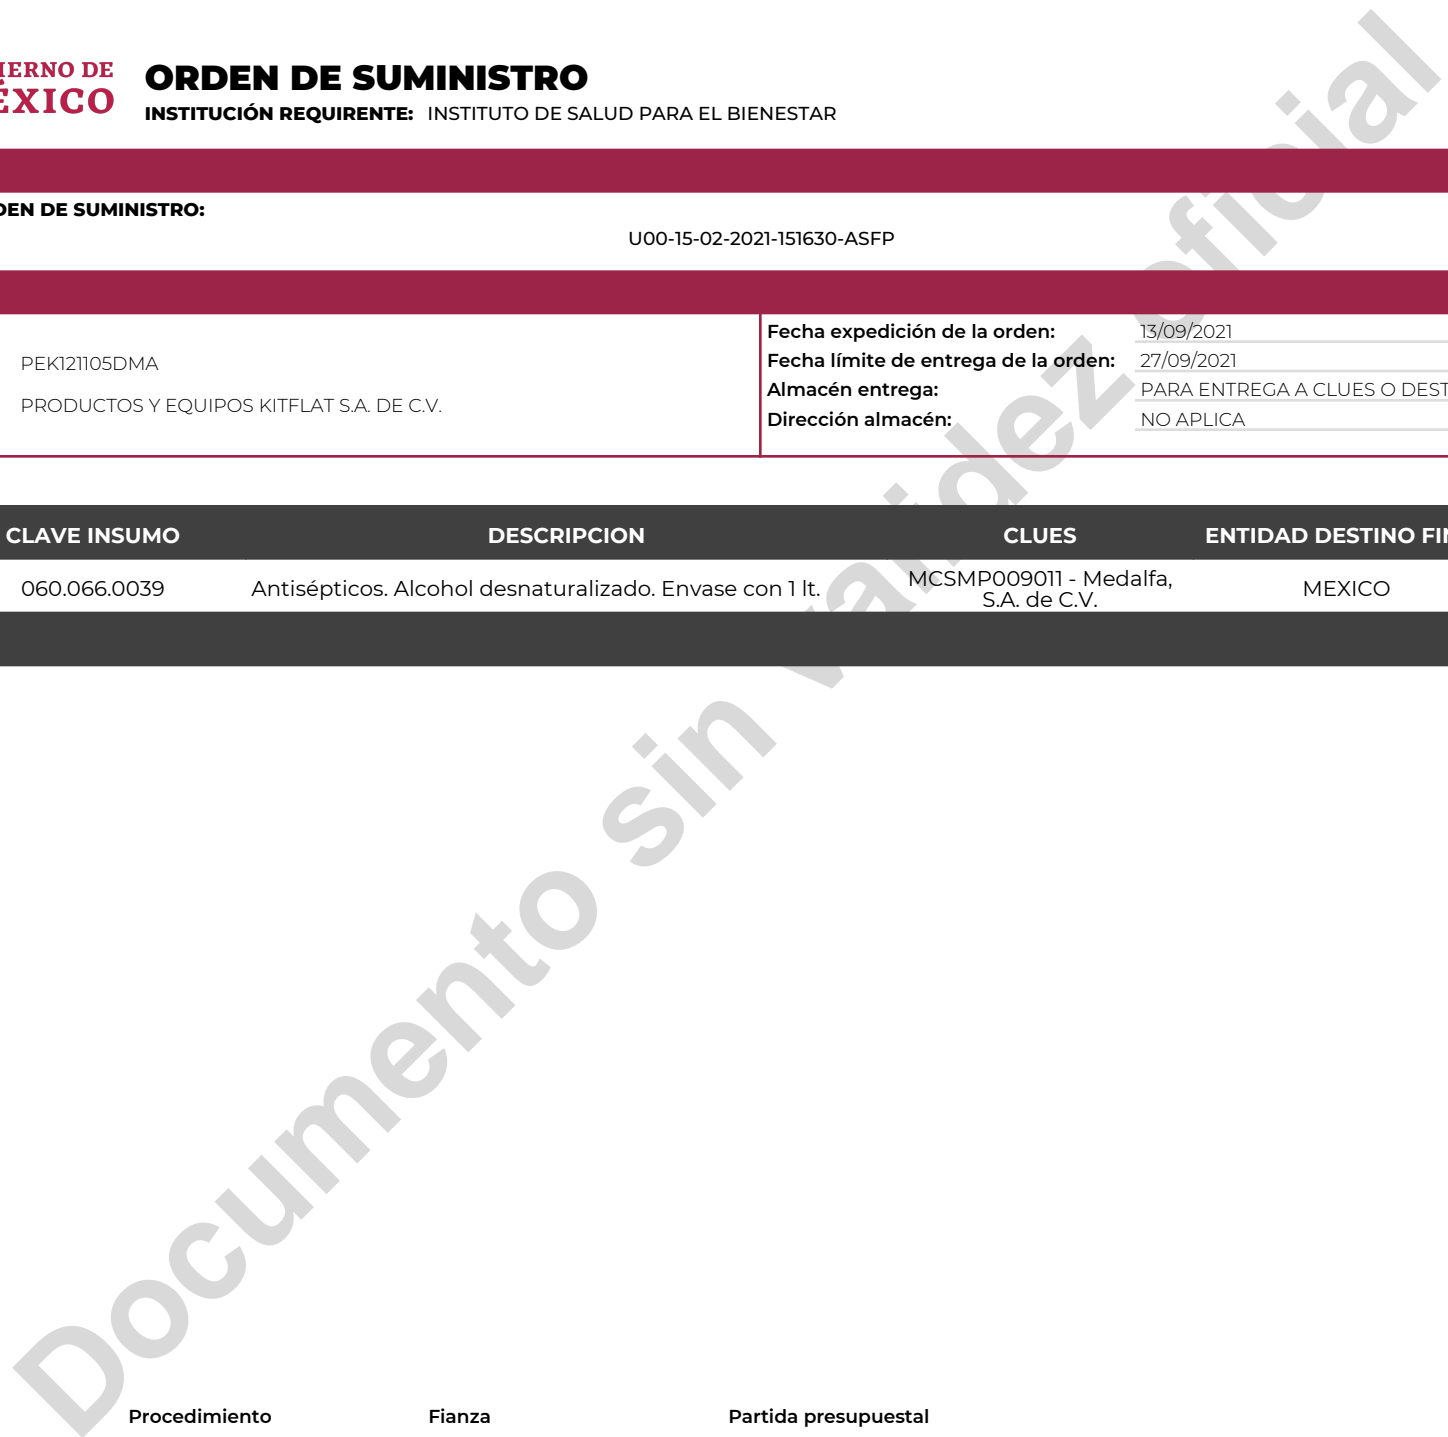 IERNO DE
ÉXICO
ORDEN DE SUMINISTRO
INSTITUCIÓN REQUIRENTE: INSTITUTO DE SALUD PARA EL BIENESTAR
DEN DE SUMINISTRO:
U00-15-02-2021-151630-ASFP
PEK121105DMA
PRODUCTOS Y EQUIPOS KITFLAT S.A. DE C.V.
Fecha expedición de la orden: 13/09/2021
Fecha límite de entrega de la orden: 27/09/2021
Almacén entrega: PARA ENTREGA A CLUES O DEST
Dirección almacén: NO APLICA
CLAVE INSUMO DESCRIPCION CLUES ENTIDAD DESTINO FIN
060.066.0039 Antisépticos. Alcohol desnaturalizado. Envase con 1 lt. MCSMP009011 - Medalfa, MEXICO
S.A. de C.V.
Documento sin validez oficial
Procedimiento Fianza Partida presupuestal